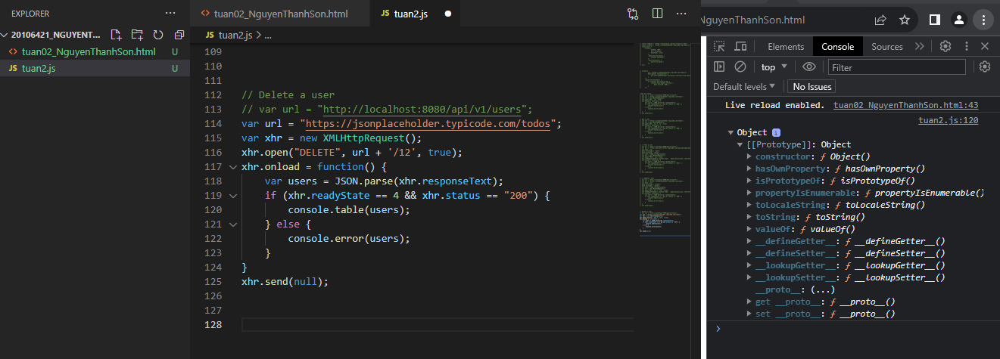 EXPLORER
···
20106421_NGUYENT...
tuan02_NguyenThanhSon.html U
JS tuan2.js U
<> tuan02_NguyenThanhSon.html
JS tuan2.js ●
···
JS tuan2.js > ...
109
110
111
112 // Delete a user
113 // var url = "http://localhost:8080/api/v1/users";
114 var url = "https://jsonplaceholder.typicode.com/todos";
115 var xhr = new XMLHttpRequest();
116 xhr.open("DELETE", url + '/12', true);
117 xhr.onload = function() {
118 var users = JSON.parse(xhr.responseText);
119 if (xhr.readyState == 4 && xhr.status == "200") {
120 console.table(users);
121 } else {
122 console.error(users);
123 }
124 }
125 xhr.send(null);
126
127
128
NguyenThanhSon.html
Elements Console Sources »
top ▼ Filter
Default levels ▼ No Issues
Live reload enabled. tuan02_NguyenThanhSon.html:43
tuan2.js:120
▼ Object i
▼ [[Prototype]]: Object
▶ constructor: ƒ Object()
▶ hasOwnProperty: ƒ hasOwnProperty()
▶ isPrototypeOf: ƒ isPrototypeOf()
▶ propertyIsEnumerable: ƒ propertyIsEnumerable()
▶ toLocaleString: ƒ toLocaleString()
▶ toString: ƒ toString()
▶ valueOf: ƒ valueOf()
▶ __defineGetter__: ƒ __defineGetter__()
▶ __defineSetter__: ƒ __defineSetter__()
▶ __lookupGetter__: ƒ __lookupGetter__()
▶ __lookupSetter__: ƒ __lookupSetter__()
__proto__: (...)
▶ get __proto__: ƒ __proto__()
▶ set __proto__: ƒ __proto__()
>